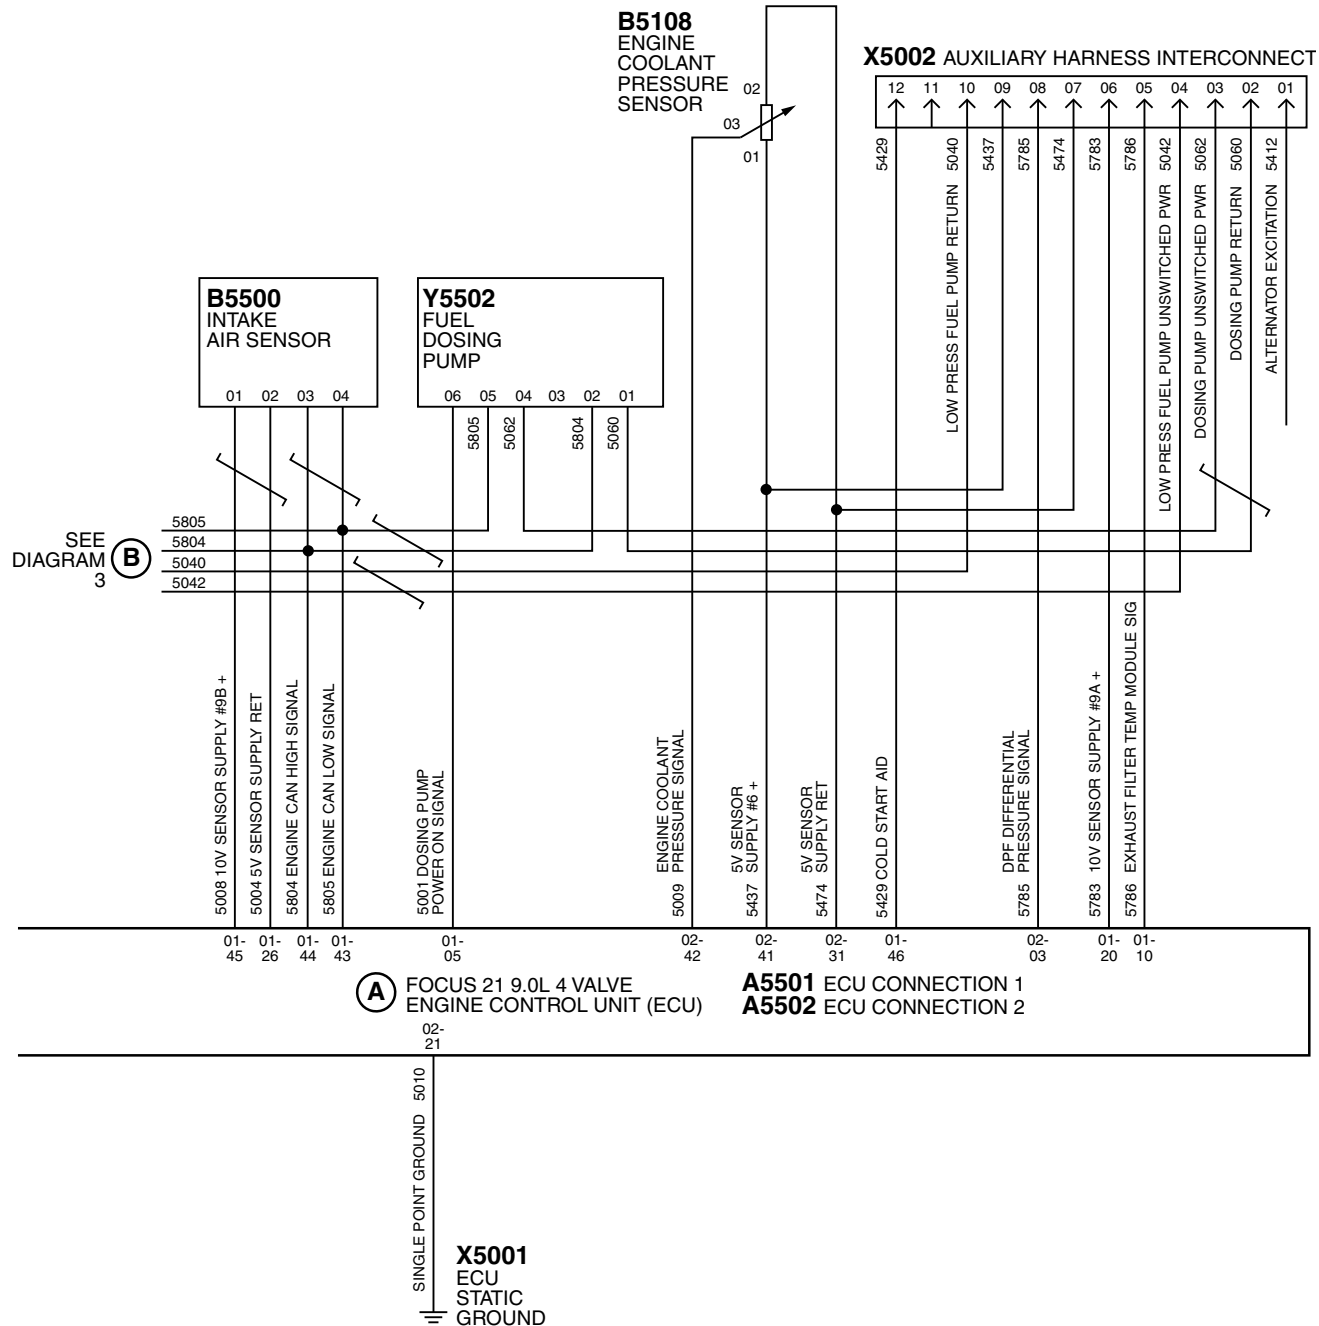 B5108
ENGINE
COOLANT
PRESSURE
SENSOR
02
03
01
X5002 AUXILIARY HARNESS INTERCONNECT
12 11 10 09 08 07 06 05 04 03 02 01
5429
LOW PRESS FUEL PUMP RETURN 5040
5437
5785
5474
5783
5786
LOW PRESS FUEL PUMP UNSWITCHED PWR 5042
DOSING PUMP UNSWITCHED PWR 5062
DOSING PUMP RETURN 5060
ALTERNATOR EXCITATION 5412
B5500
INTAKE
AIR SENSOR
01 02 03 04
Y5502
FUEL
DOSING
PUMP
06 05 04 03 02 01
5805
5062
5804
5060
SEE
DIAGRAM
3
B
5805
5804
5040
5042
5008 10V SENSOR SUPPLY #9B +
5004 5V SENSOR SUPPLY RET
5804 ENGINE CAN HIGH SIGNAL
5805 ENGINE CAN LOW SIGNAL
5001 DOSING PUMP
POWER ON SIGNAL
ENGINE COOLANT
5009 PRESSURE SIGNAL
5V SENSOR
5437 SUPPLY #6 +
5V SENSOR
5474 SUPPLY RET
5429 COLD START AID
DPF DIFFERENTIAL
5785 PRESSURE SIGNAL
5783 10V SENSOR SUPPLY #9A +
5786 EXHAUST FILTER TEMP MODULE SIG
01- 01- 01- 01- 01- 02- 02- 02- 01- 02- 01- 01-
45 26 44 43 05 42 41 31 46 03 20 10
A
FOCUS 21 9.0L 4 VALVE
ENGINE CONTROL UNIT (ECU)
A5501 ECU CONNECTION 1
A5502 ECU CONNECTION 2
02-
21
SINGLE POINT GROUND 5010
X5001
ECU
STATIC
GROUND